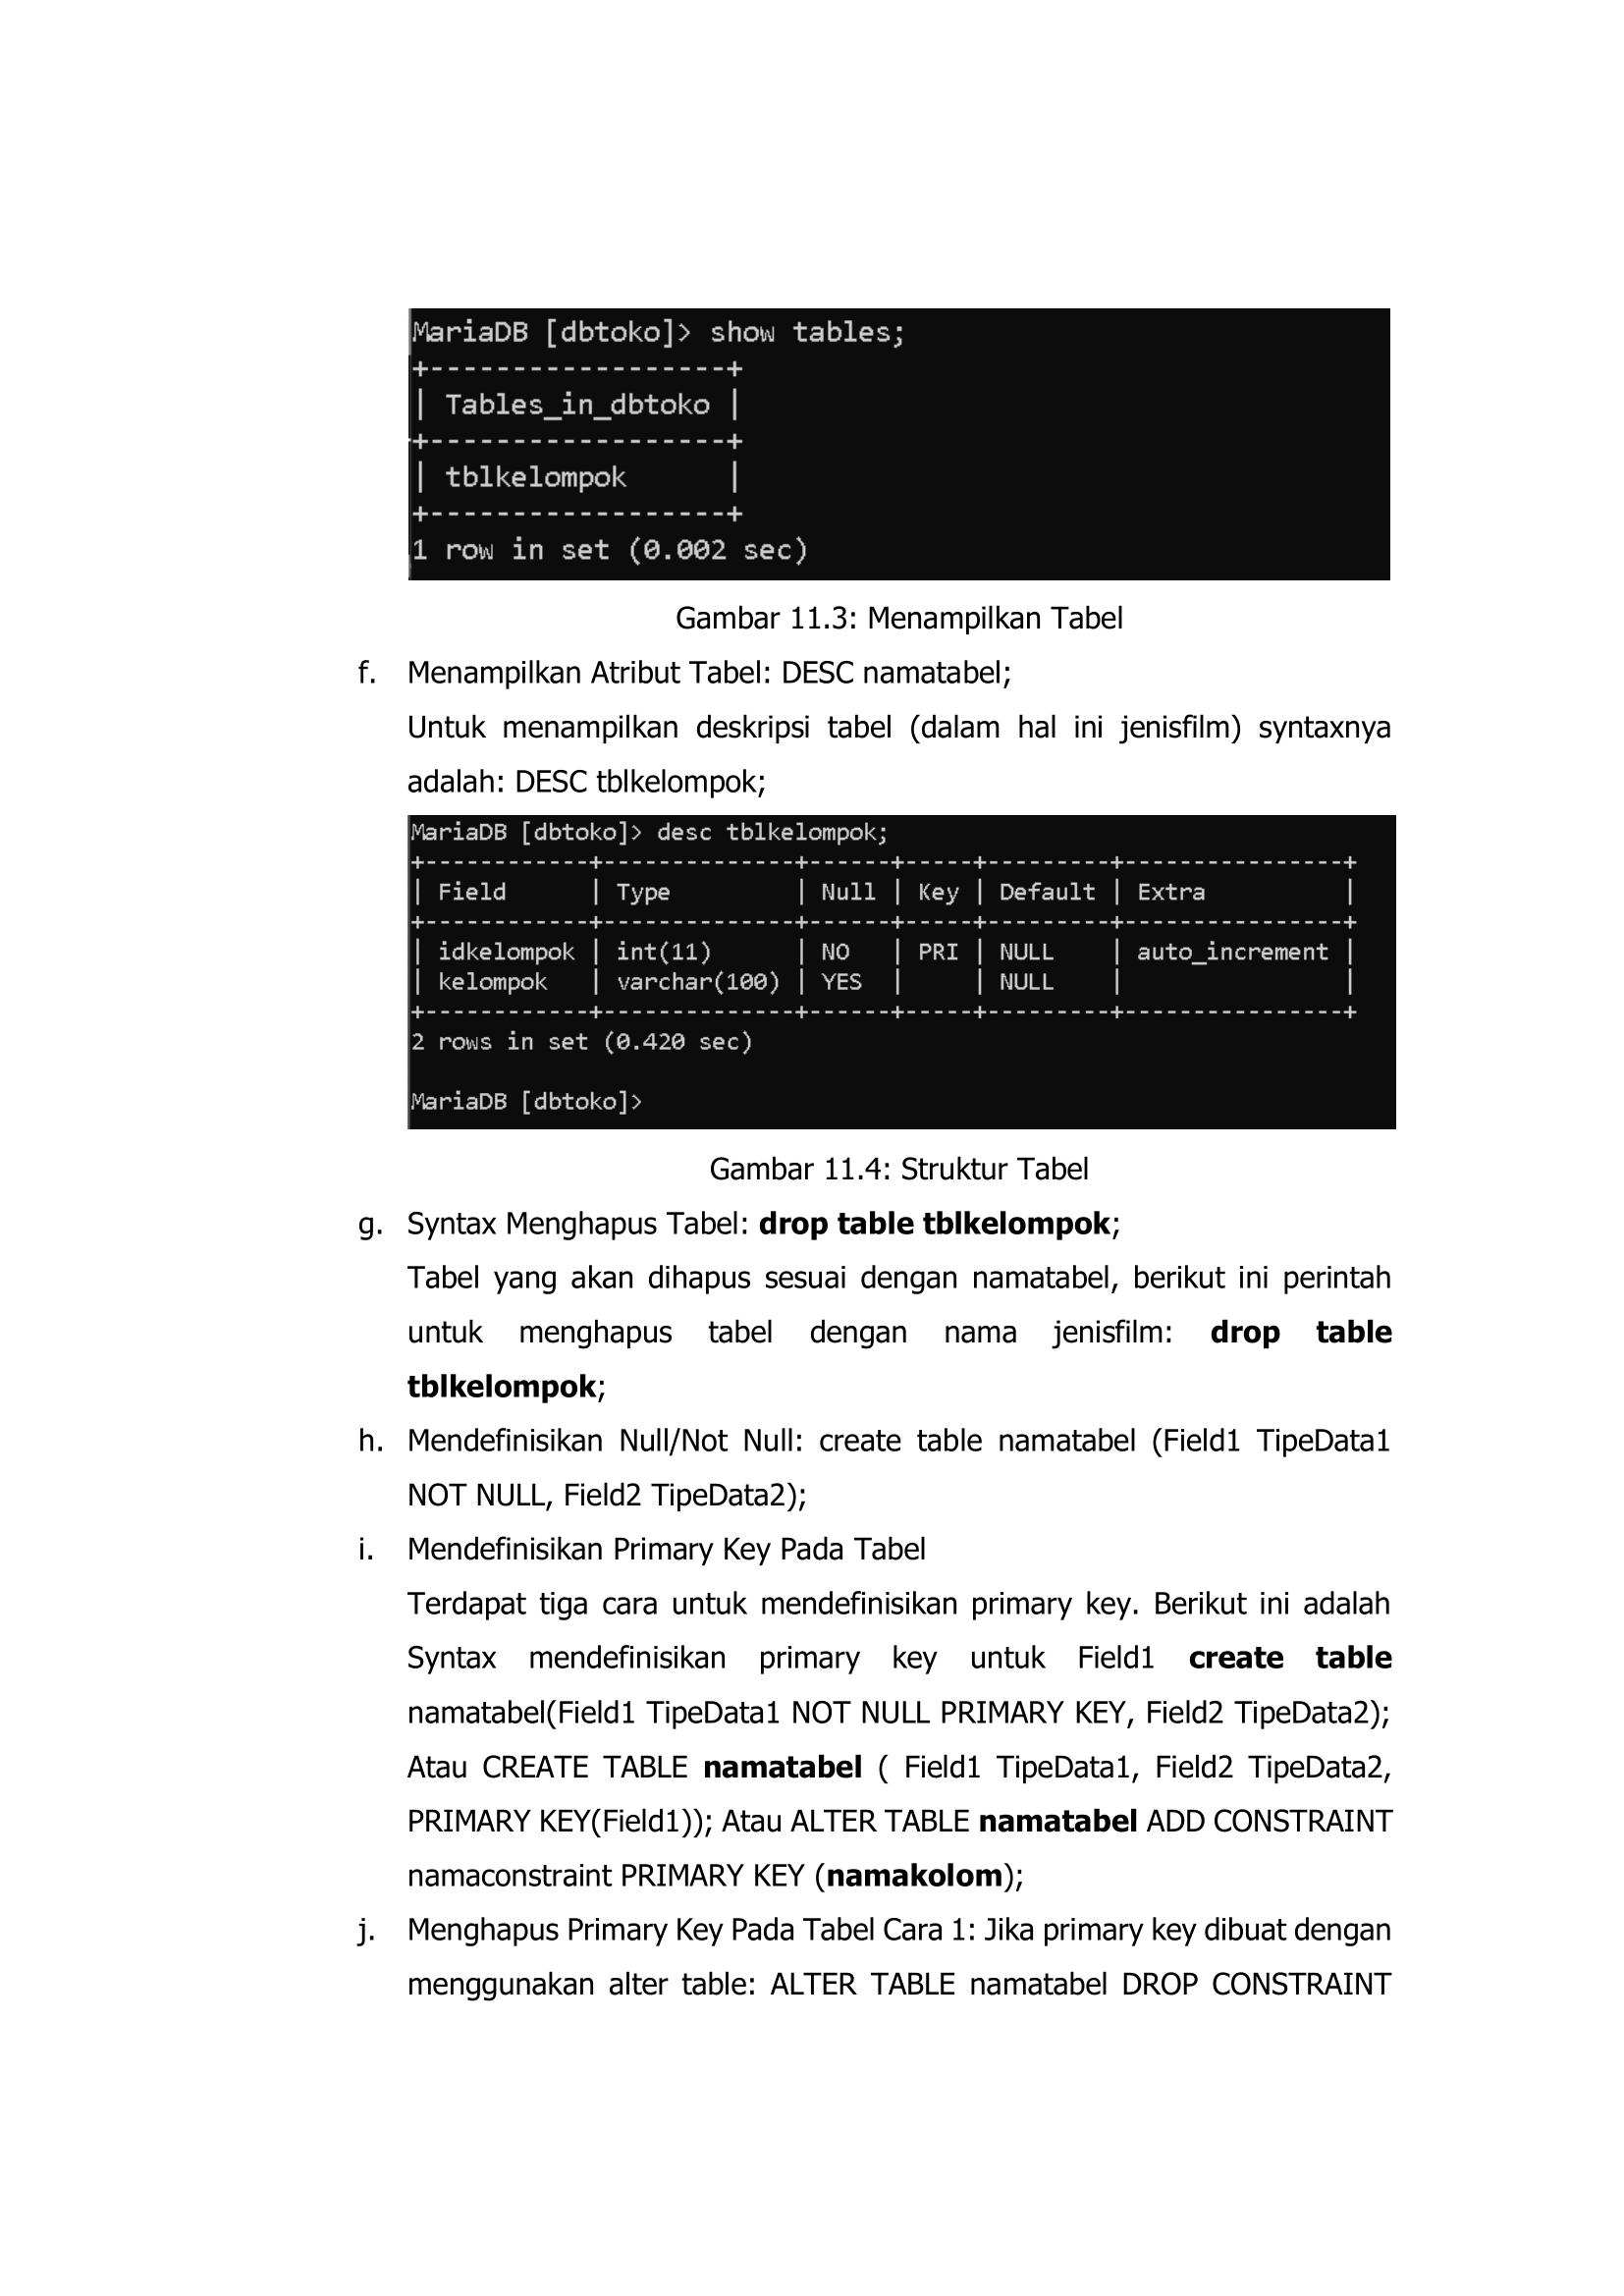 MariaDB [dbtoko]> show tables;
+------------------+
| Tables_in_dbtoko |
+------------------+
| tblkelompok      |
+------------------+
1 row in set (0.002 sec)
Gambar 11.3: Menampilkan Tabel
f. Menampilkan Atribut Tabel: DESC namatabel;
Untuk menampilkan deskripsi tabel (dalam hal ini jenisfilm) syntaxnya
adalah: DESC tblkelompok;
MariaDB [dbtoko]> desc tblkelompok;
+------------+--------------+------+-----+---------+----------------+
| Field      | Type         | Null | Key | Default | Extra          |
+------------+--------------+------+-----+---------+----------------+
| idkelompok | int(11)      | NO   | PRI | NULL    | auto_increment |
| kelompok   | varchar(100) | YES  |     | NULL    |                |
+------------+--------------+------+-----+---------+----------------+
2 rows in set (0.420 sec)
MariaDB [dbtoko]>
Gambar 11.4: Struktur Tabel
g. Syntax Menghapus Tabel: drop table tblkelompok;
Tabel yang akan dihapus sesuai dengan namatabel, berikut ini perintah
untuk menghapus tabel dengan nama jenisfilm: drop table
tblkelompok;
h. Mendefinisikan Null/Not Null: create table namatabel (Field1 TipeData1
NOT NULL, Field2 TipeData2);
i. Mendefinisikan Primary Key Pada Tabel
Terdapat tiga cara untuk mendefinisikan primary key. Berikut ini adalah
Syntax mendefinisikan primary key untuk Field1 create table
namatabel(Field1 TipeData1 NOT NULL PRIMARY KEY, Field2 TipeData2);
Atau CREATE TABLE namatabel ( Field1 TipeData1, Field2 TipeData2,
PRIMARY KEY(Field1)); Atau ALTER TABLE namatabel ADD CONSTRAINT
namaconstraint PRIMARY KEY (namakolom);
j. Menghapus Primary Key Pada Tabel Cara 1: Jika primary key dibuat dengan
menggunakan alter table: ALTER TABLE namatabel DROP CONSTRAINT